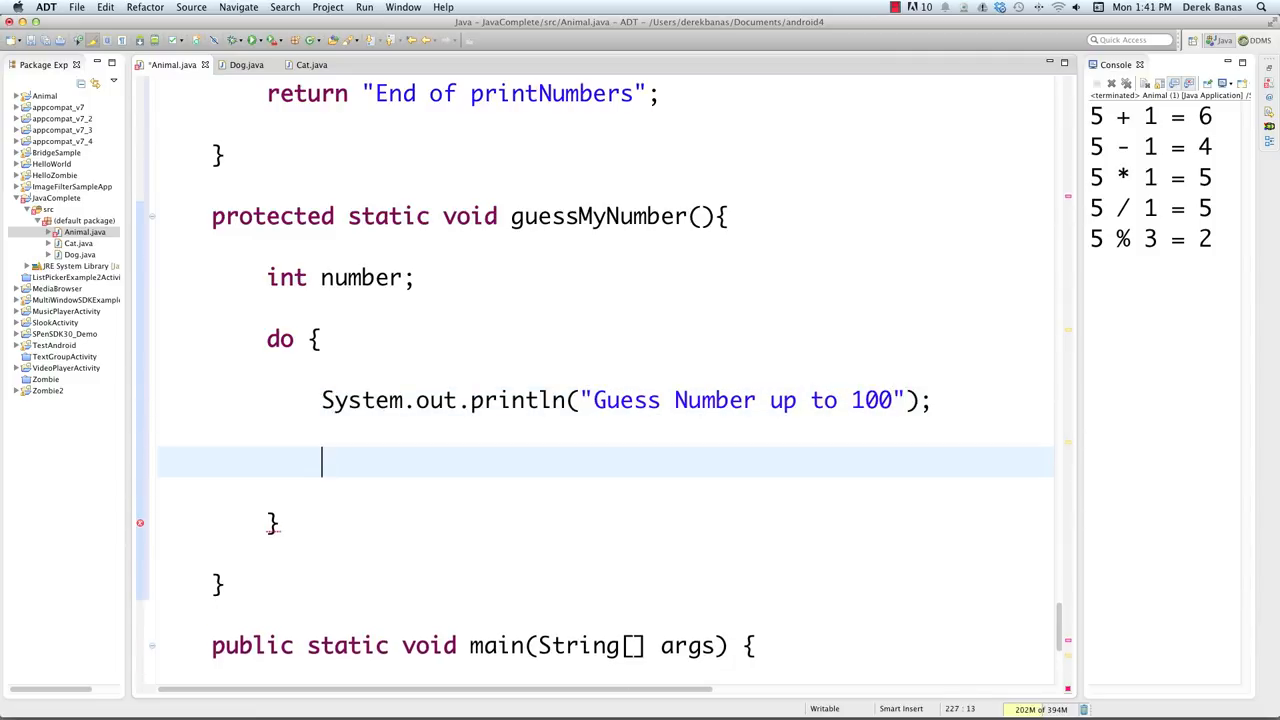 ADT File Edit Refactor Source Navigate Search Project Run Window Help 10 Mon 1:41 PM Derek Banas
Java - JavaComplete/src/Animal.java - ADT - /Users/derekbanas/Documents/android4
Quick Access Java DDMS
Package Exp *Animal.java Dog.java Cat.java Console
<terminated> Animal (1) [Java Application] /S
Animal
appcompat_v7
appcompat_v7_2
appcompat_v7_3
appcompat_v7_4
BridgeSample
HelloWorld
HelloZombie
ImageFilterSampleApp
JavaComplete
src
(default package)
Animal.java
Cat.java
Dog.java
JRE System Library [Ja
ListPickerExample2Activi
MediaBrowser
MultiWindowSDKExample
MusicPlayerActivity
SlookActivity
SPenSDK30_Demo
TestAndroid
TextGroupActivity
VideoPlayerActivity
Zombie
Zombie2
return "End of printNumbers";
}
protected static void guessMyNumber(){
int number;
do {
System.out.println("Guess Number up to 100");
}
}
public static void main(String[] args) {
5 + 1 = 6
5 - 1 = 4
5 * 1 = 5
5 / 1 = 5
5 % 3 = 2
Writable Smart Insert 227 : 13 202M of 394M